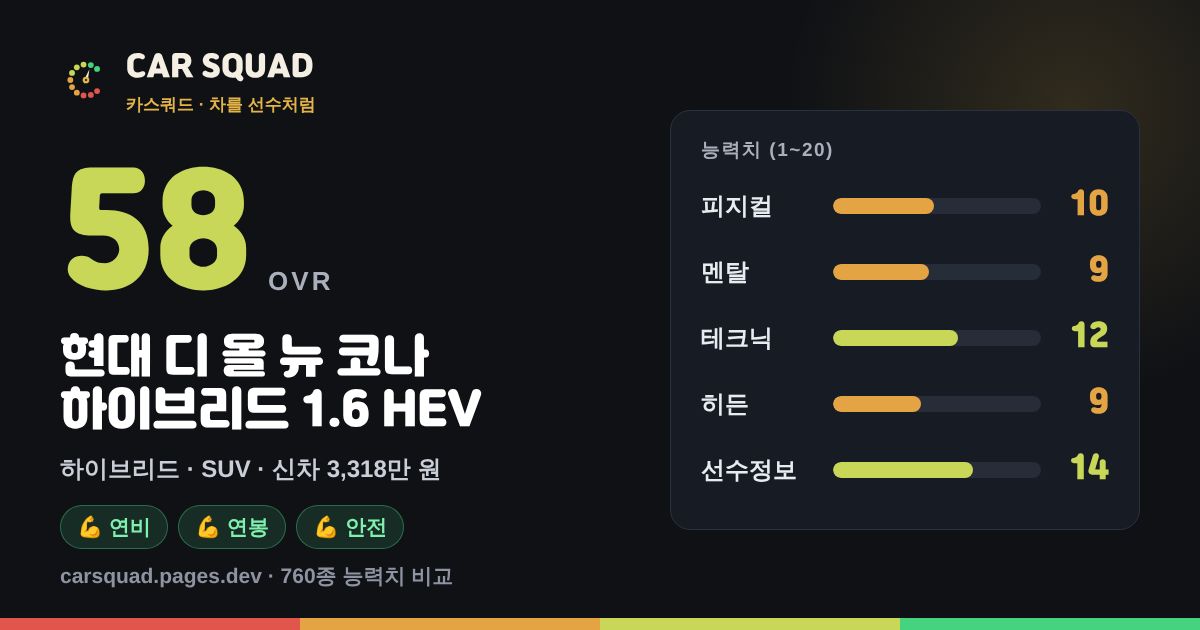 CAR SQUAD
카스쿼드 · 차를 선수처럼
58 OVR
현대 디 올 뉴 코나
하이브리드 1.6 HEV
하이브리드 · SUV · 신차 3,318만 원
💪 연비 💪 연봉 💪 안전
carsquad.pages.dev · 760종 능력치 비교
능력치 (1~20)
피지컬 10
멘탈 9
테크닉 12
히든 9
선수정보 14